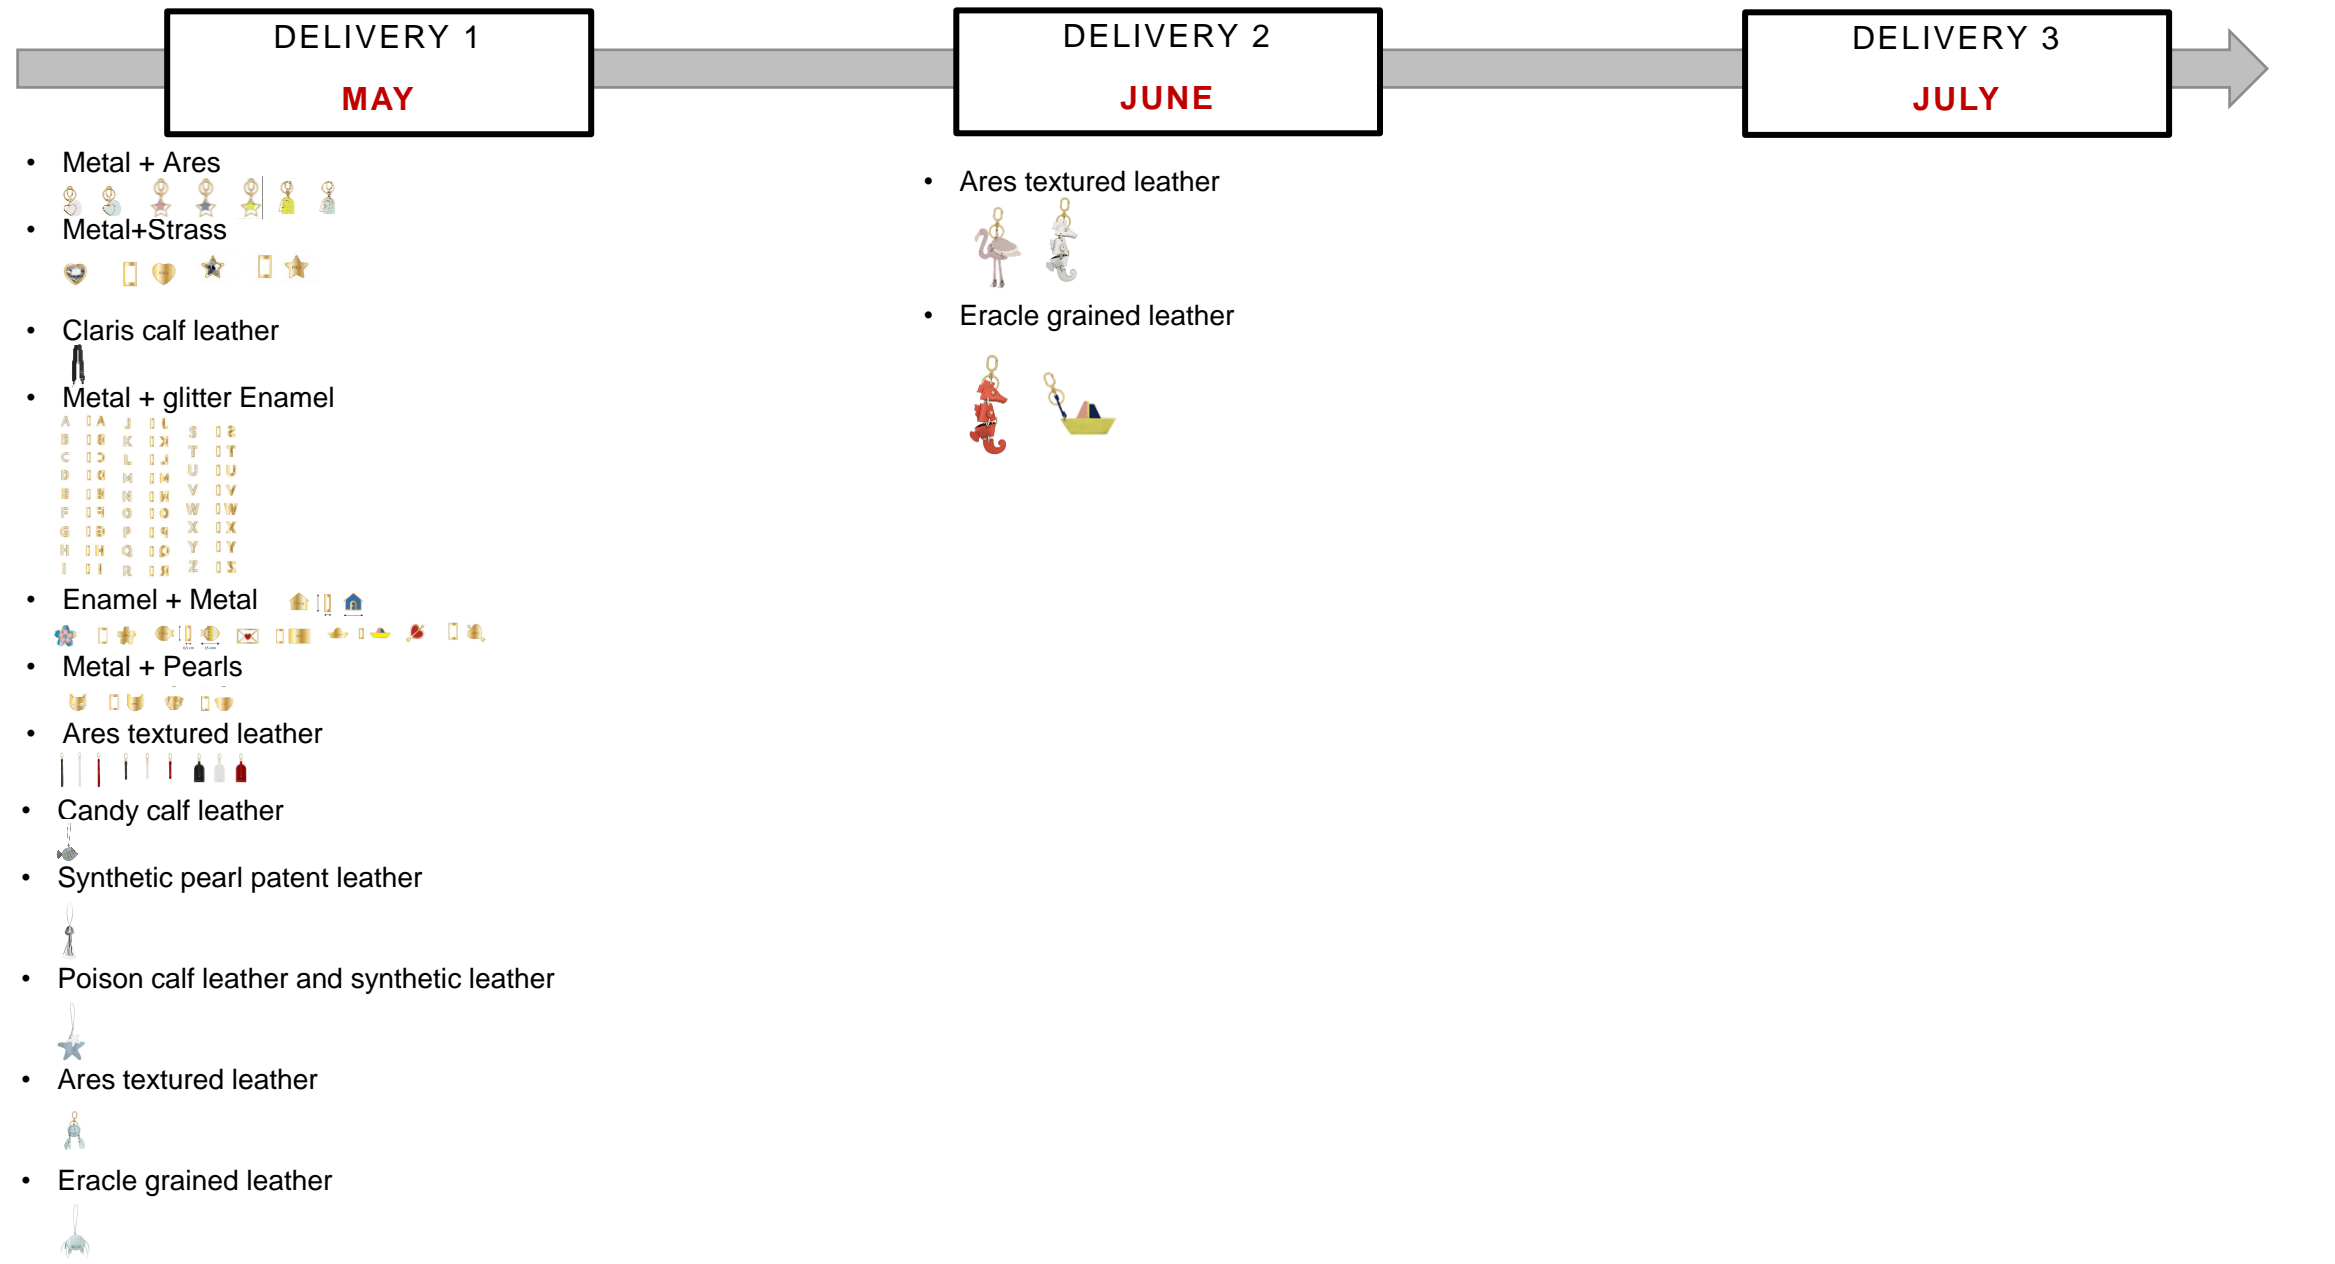 DELIVERY 1
MAY
DELIVERY 2
JUNE
DELIVERY 3
JULY
• Metal + Ares
• Metal+Strass
• Claris calf leather
• Metal + glitter Enamel
A A J J
B B K K S S
C C L L T T
D D M M U U
E E N N V V
F F O O W W
G G P P X X
H H Q Q Y Y
I I R R Z Z
• Enamel + Metal
• Metal + Pearls
• Ares textured leather
• Candy calf leather
• Synthetic pearl patent leather
• Poison calf leather and synthetic leather
• Ares textured leather
• Eracle grained leather
• Ares textured leather
• Eracle grained leather